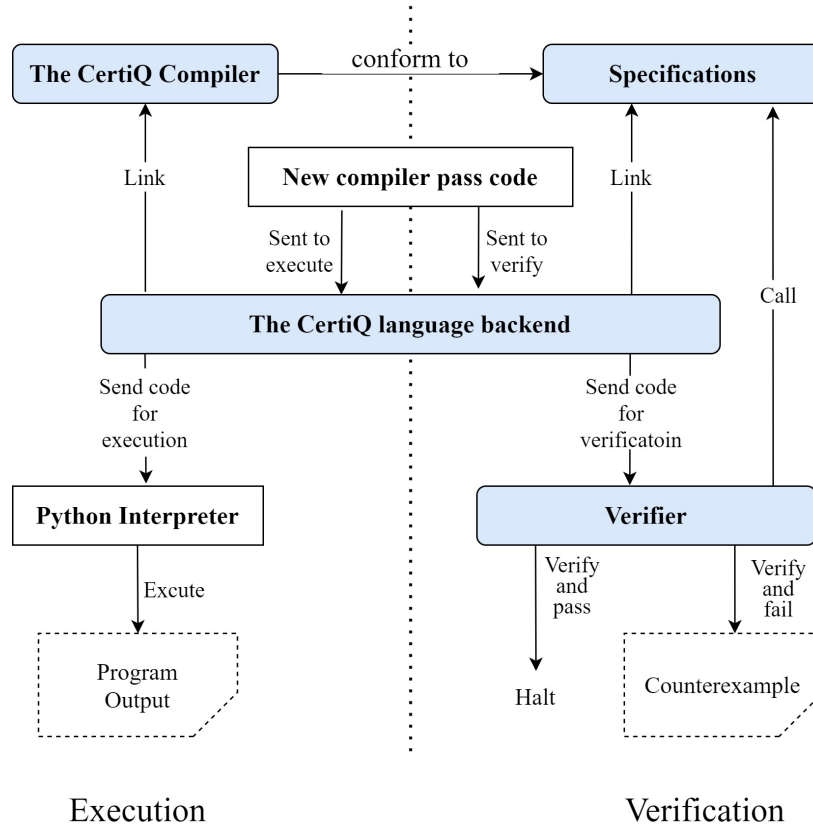 conform to
The CertiQ Compiler
Specifications
Link
New compiler pass code
Link
Sent to
execute
Sent to
verify
Call
The CertiQ language backend
Send code
for
execution
Send code
for
verificatoin
Python Interpreter
Verifier
Excute
Verify
and
pass
Verify
and
fail
Program
Output
Halt
Counterexample
Execution
Verification